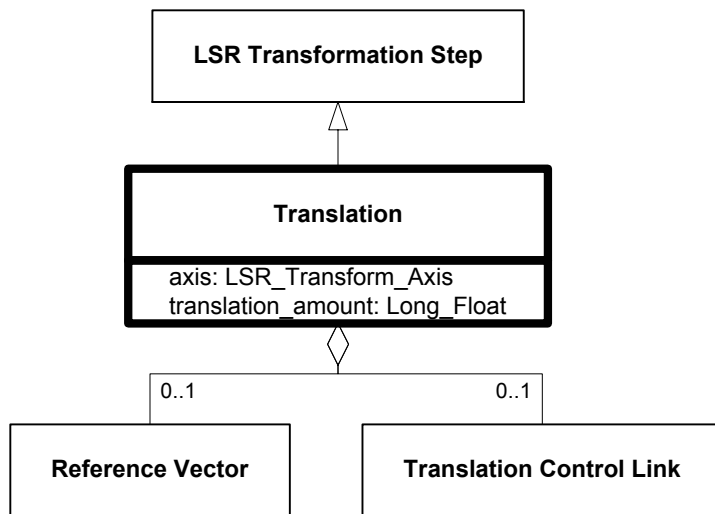 LSR Transformation Step
Translation
axis: LSR_Transform_Axis
translation_amount: Long_Float
0..1
0..1
Reference Vector
Translation Control Link